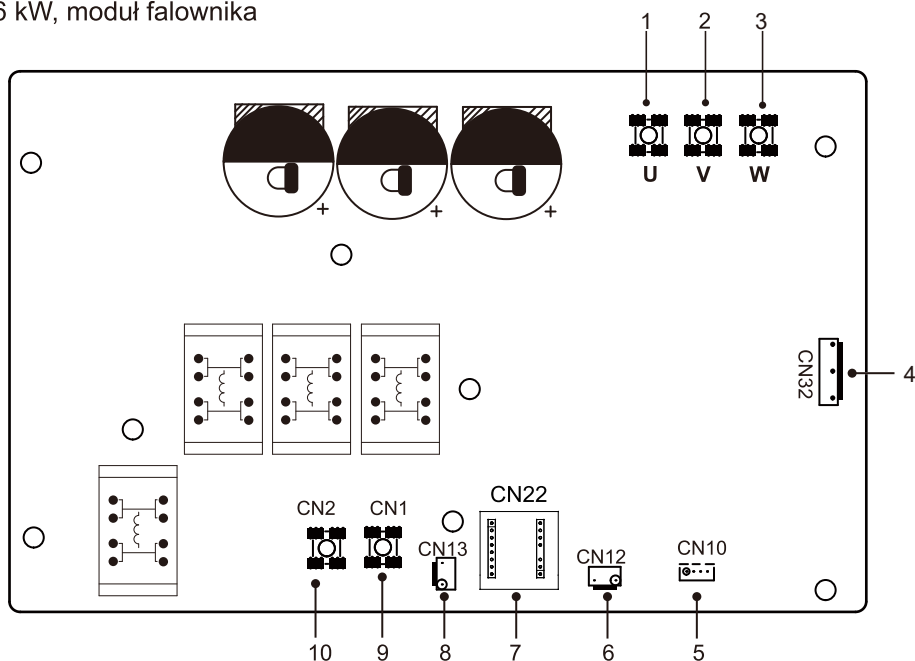 6 kW, moduł falownika
1 2 3
U V W
+ + +
CN32
4
CN22
CN2 CN1
CN13
CN12
CN10
10 9 8 7 6 5